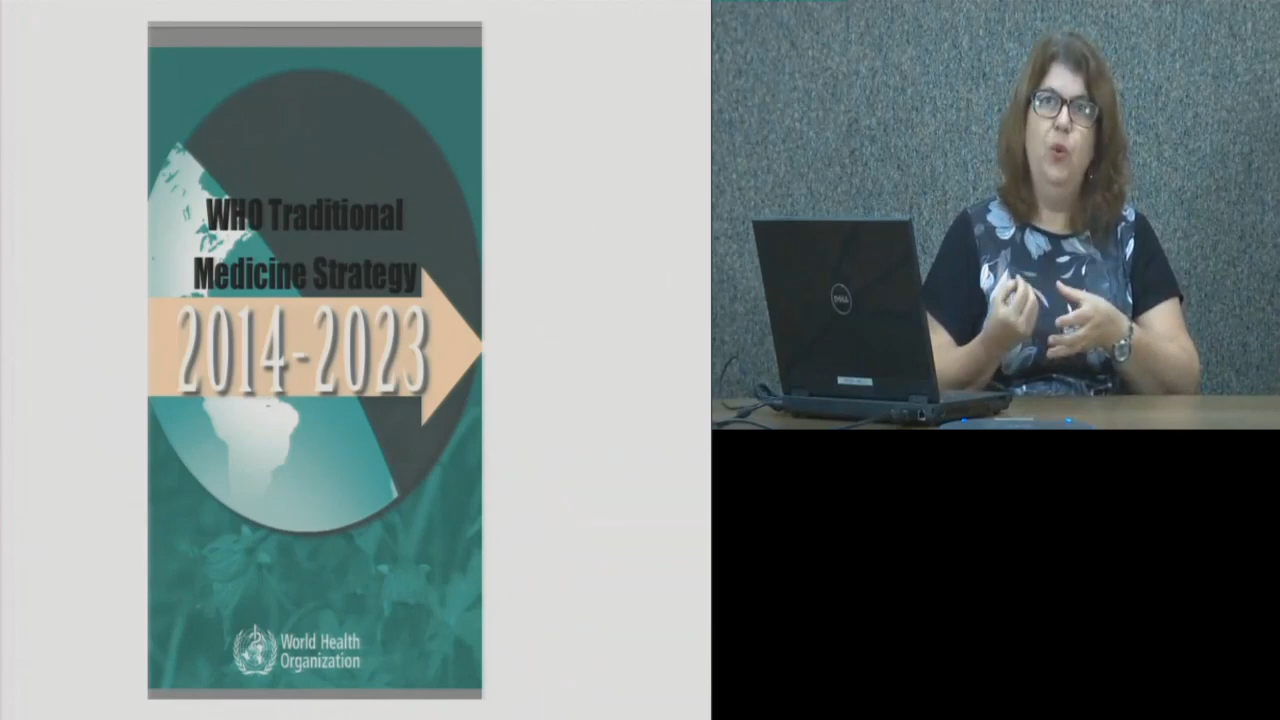 WHO Traditional
Medicine Strategy
2014-2023
World Health
Organization
DELL